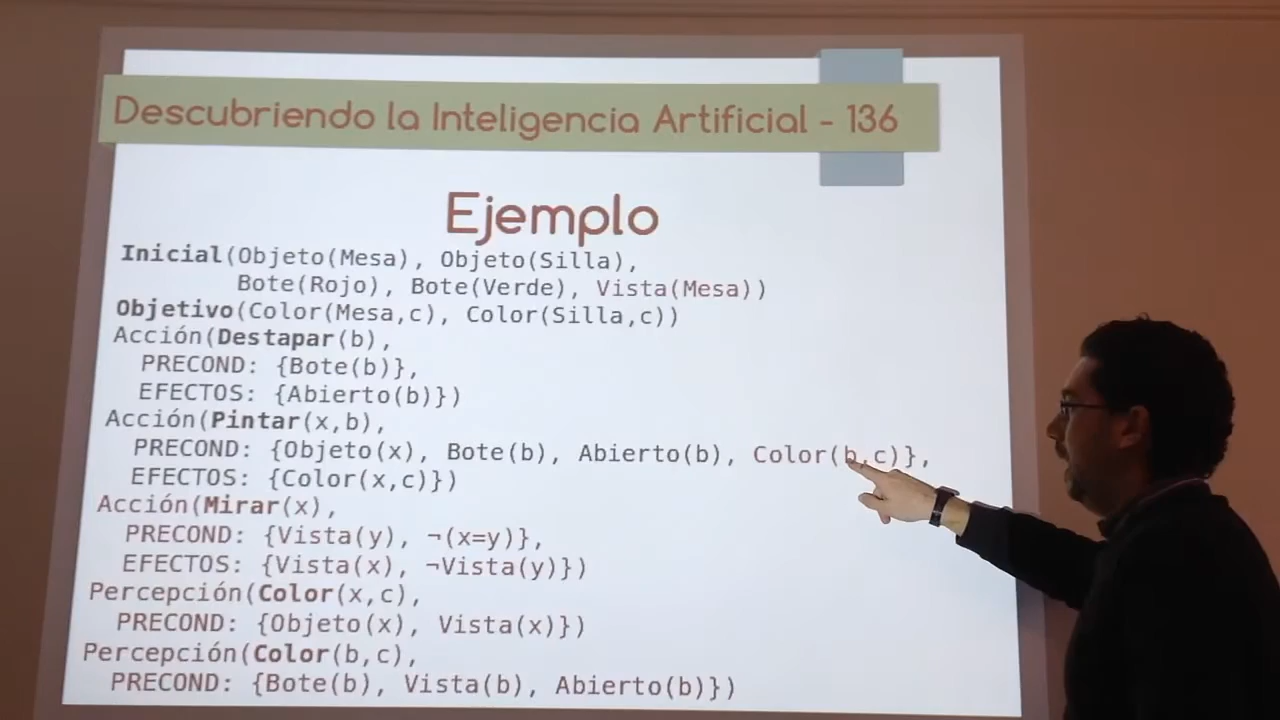 Descubriendo la Inteligencia Artificial - 136
Ejemplo
Inicial(Objeto(Mesa), Objeto(Silla),
Bote(Rojo), Bote(Verde), Vista(Mesa))
Objetivo(Color(Mesa,c), Color(Silla,c))
Acción(Destapar(b),
PRECOND: {Bote(b)},
EFECTOS: {Abierto(b)})
Acción(Pintar(x,b),
PRECOND: {Objeto(x), Bote(b), Abierto(b), Color(b,c)},
EFECTOS: {Color(x,c)})
Acción(Mirar(x),
PRECOND: {Vista(y), ¬(x=y)},
EFECTOS: {Vista(x), ¬Vista(y)})
Percepción(Color(x,c),
PRECOND: {Objeto(x), Vista(x)})
Percepción(Color(b,c),
PRECOND: {Bote(b), Vista(b), Abierto(b)})